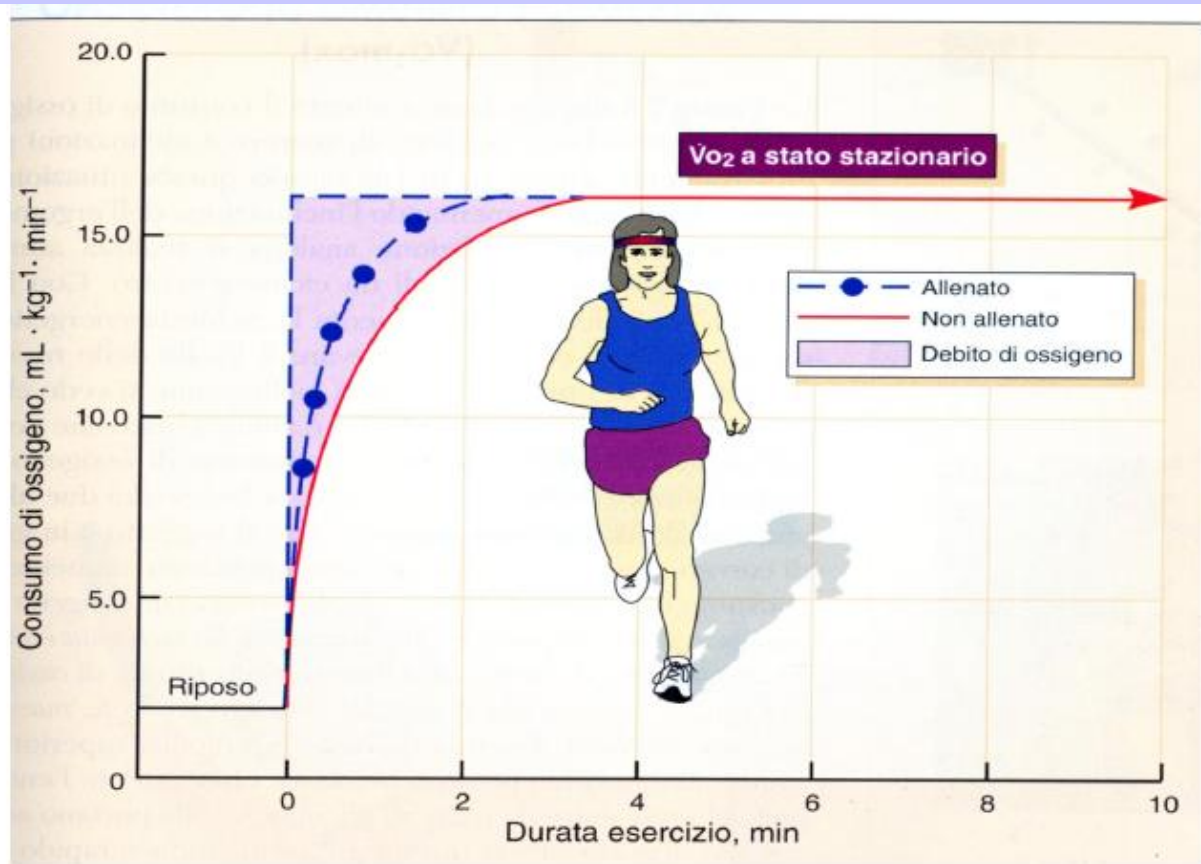 20.0
15.0
10.0
5.0
0
Consumo di ossigeno, mL · kg⁻¹ · min⁻¹
V̇o₂ a stato stazionario
Allenato
Non allenato
Debito di ossigeno
Riposo
0 2 4 6 8 10
Durata esercizio, min